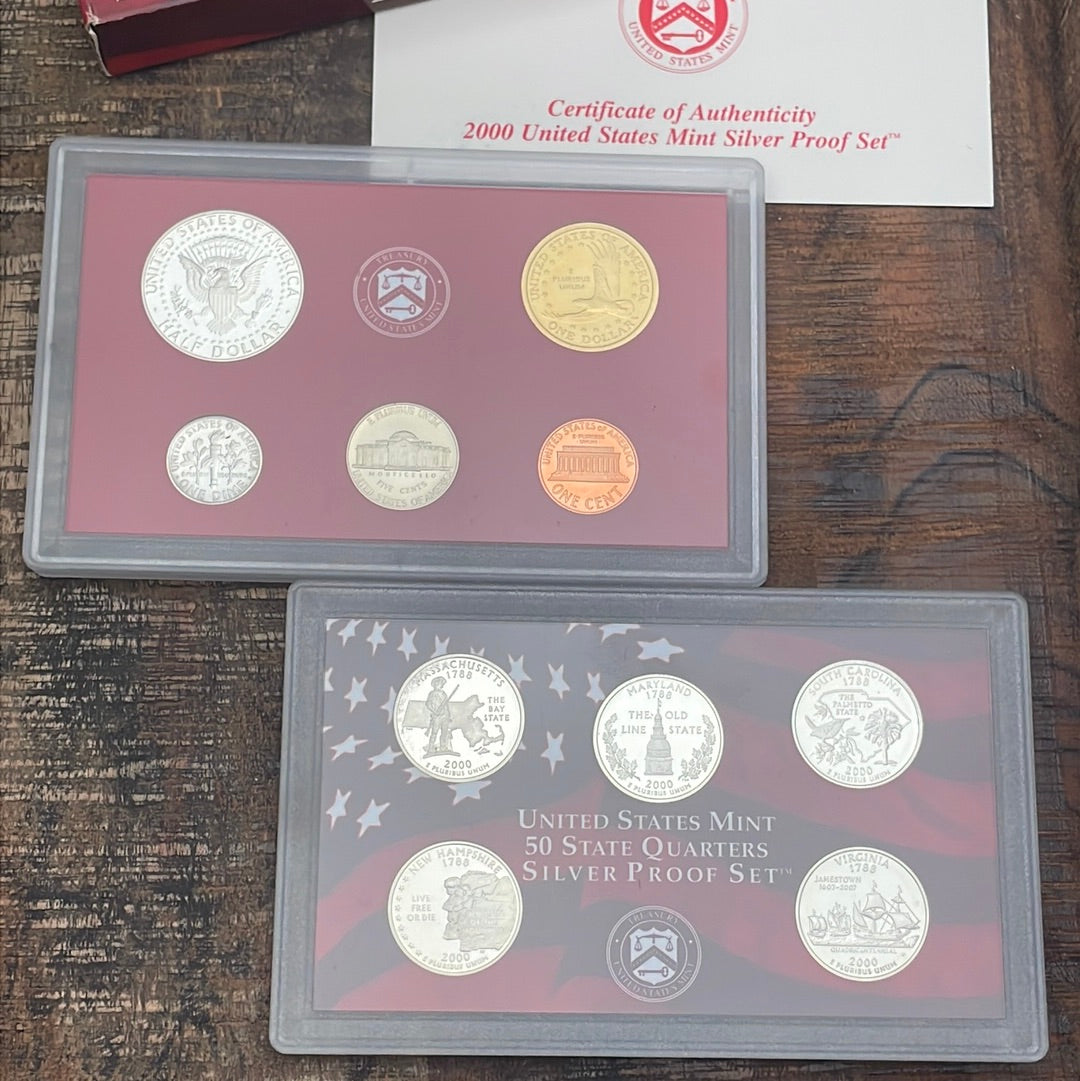 UNITED STATES MINT
Certificate of Authenticity
2000 United States Mint Silver Proof Set™
UNITED STATES OF AMERICA
HALF DOLLAR
TREASURY
UNITED STATES MINT
UNITED STATES OF AMERICA
E
PLURIBUS
UNUM
ONE DOLLAR
UNITED STATES OF AMERICA
ONE DIME
E PLURIBUS UNUM
MONTICELLO
FIVE CENTS
UNITED STATES OF AMERICA
UNITED STATES OF AMERICA
E PLURIBUS
UNUM
ONE CENT
MASSACHUSETTS
1788
THE
BAY
STATE
2000
E PLURIBUS UNUM
MARYLAND
1788
THE OLD
LINE STATE
2000
E PLURIBUS UNUM
SOUTH CAROLINA
1788
THE
PALMETTO
STATE
2000
E PLURIBUS UNUM
UNITED STATES MINT
50 STATE QUARTERS
SILVER PROOF SET™
NEW HAMPSHIRE
1788
LIVE
FREE
OR DIE
2000
E PLURIBUS UNUM
TREASURY
UNITED STATES MINT
VIRGINIA
1788
JAMESTOWN
1607-2007
QUADRICENTENNIAL
2000
E PLURIBUS UNUM